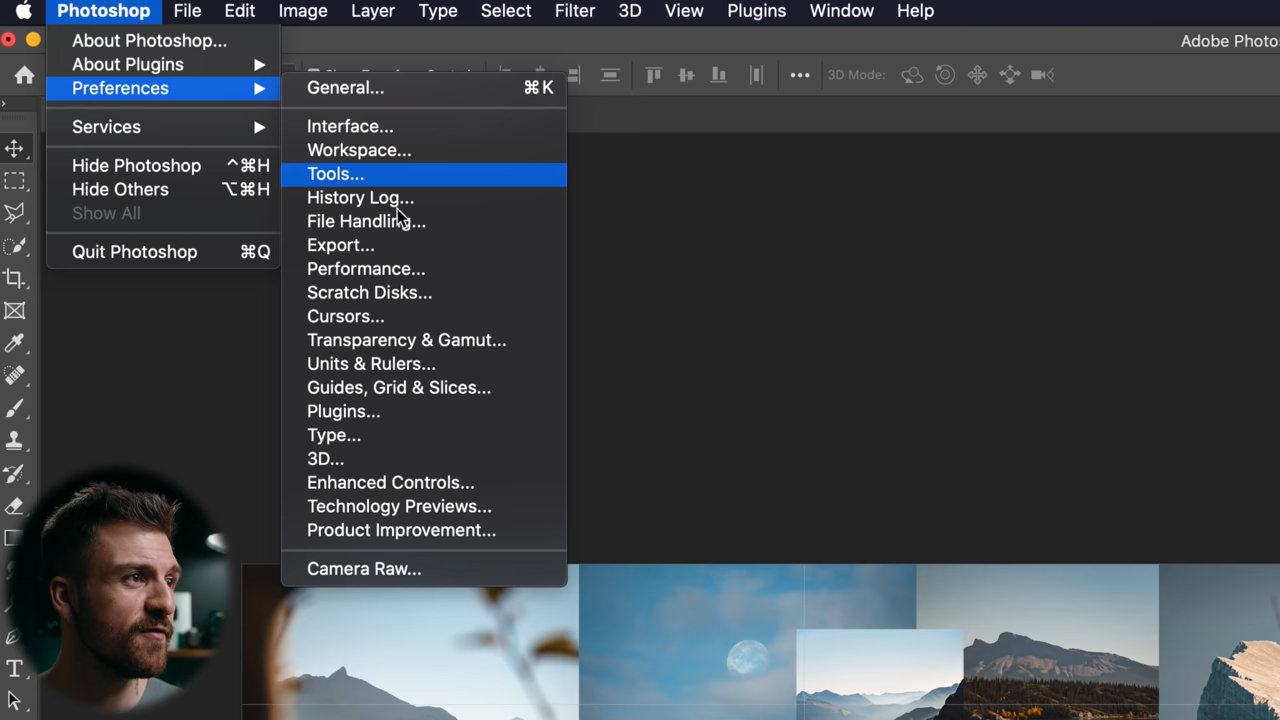 Photoshop File Edit Image Layer Type Select Filter 3D View Plugins Window Help
Adobe Photo
3D Mode:
About Photoshop...
About Plugins
Preferences
Services
Hide Photoshop ^⌘H
Hide Others ⌥⌘H
Show All
Quit Photoshop ⌘Q
General... ⌘K
Interface...
Workspace...
Tools...
History Log...
File Handling...
Export...
Performance...
Scratch Disks...
Cursors...
Transparency & Gamut...
Units & Rulers...
Guides, Grid & Slices...
Plugins...
Type...
3D...
Enhanced Controls...
Technology Previews...
Product Improvement...
Camera Raw...